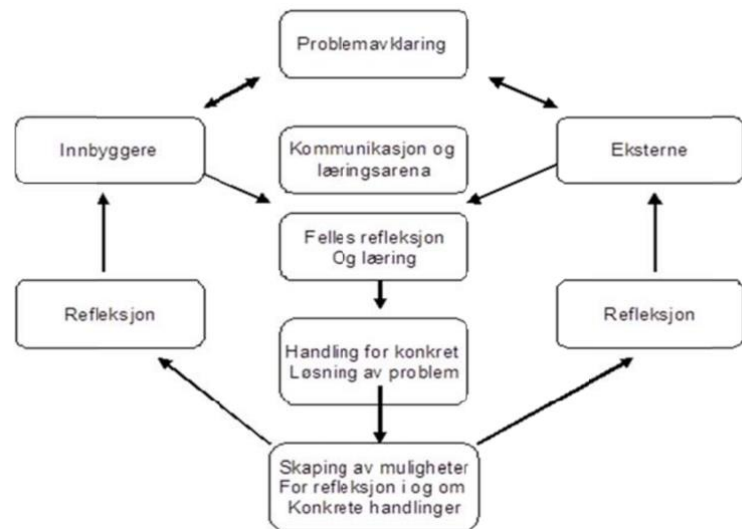 Problemavklaring
Innbyggere
Kommunikasjon og
læringsarena
Eksterne
Felles refleksjon
Og læring
Refleksjon
Refleksjon
Handling for konkret
Løsning av problem
Skaping av muligheter
For refleksjon i og om
Konkrete handlinger